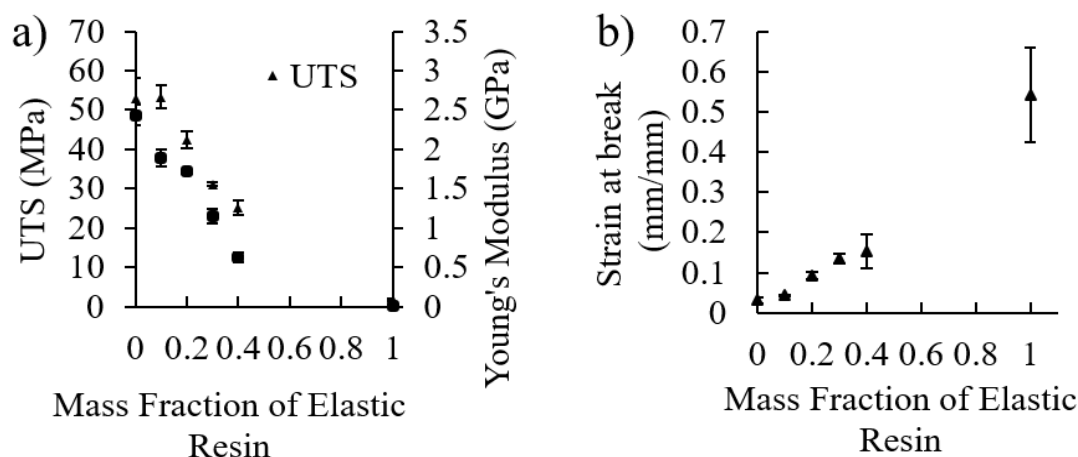 a)
UTS (MPa)
70
60
50
40
30
20
10
0
UTS
3.5
3
2.5
2
1.5
1
0.5
0
Young's Modulus (GPa)
0 0.2 0.4 0.6 0.8 1
Mass Fraction of Elastic
Resin
b)
Strain at break
(mm/mm)
0.7
0.6
0.5
0.4
0.3
0.2
0.1
0
0 0.2 0.4 0.6 0.8 1
Mass Fraction of Elastic
Resin